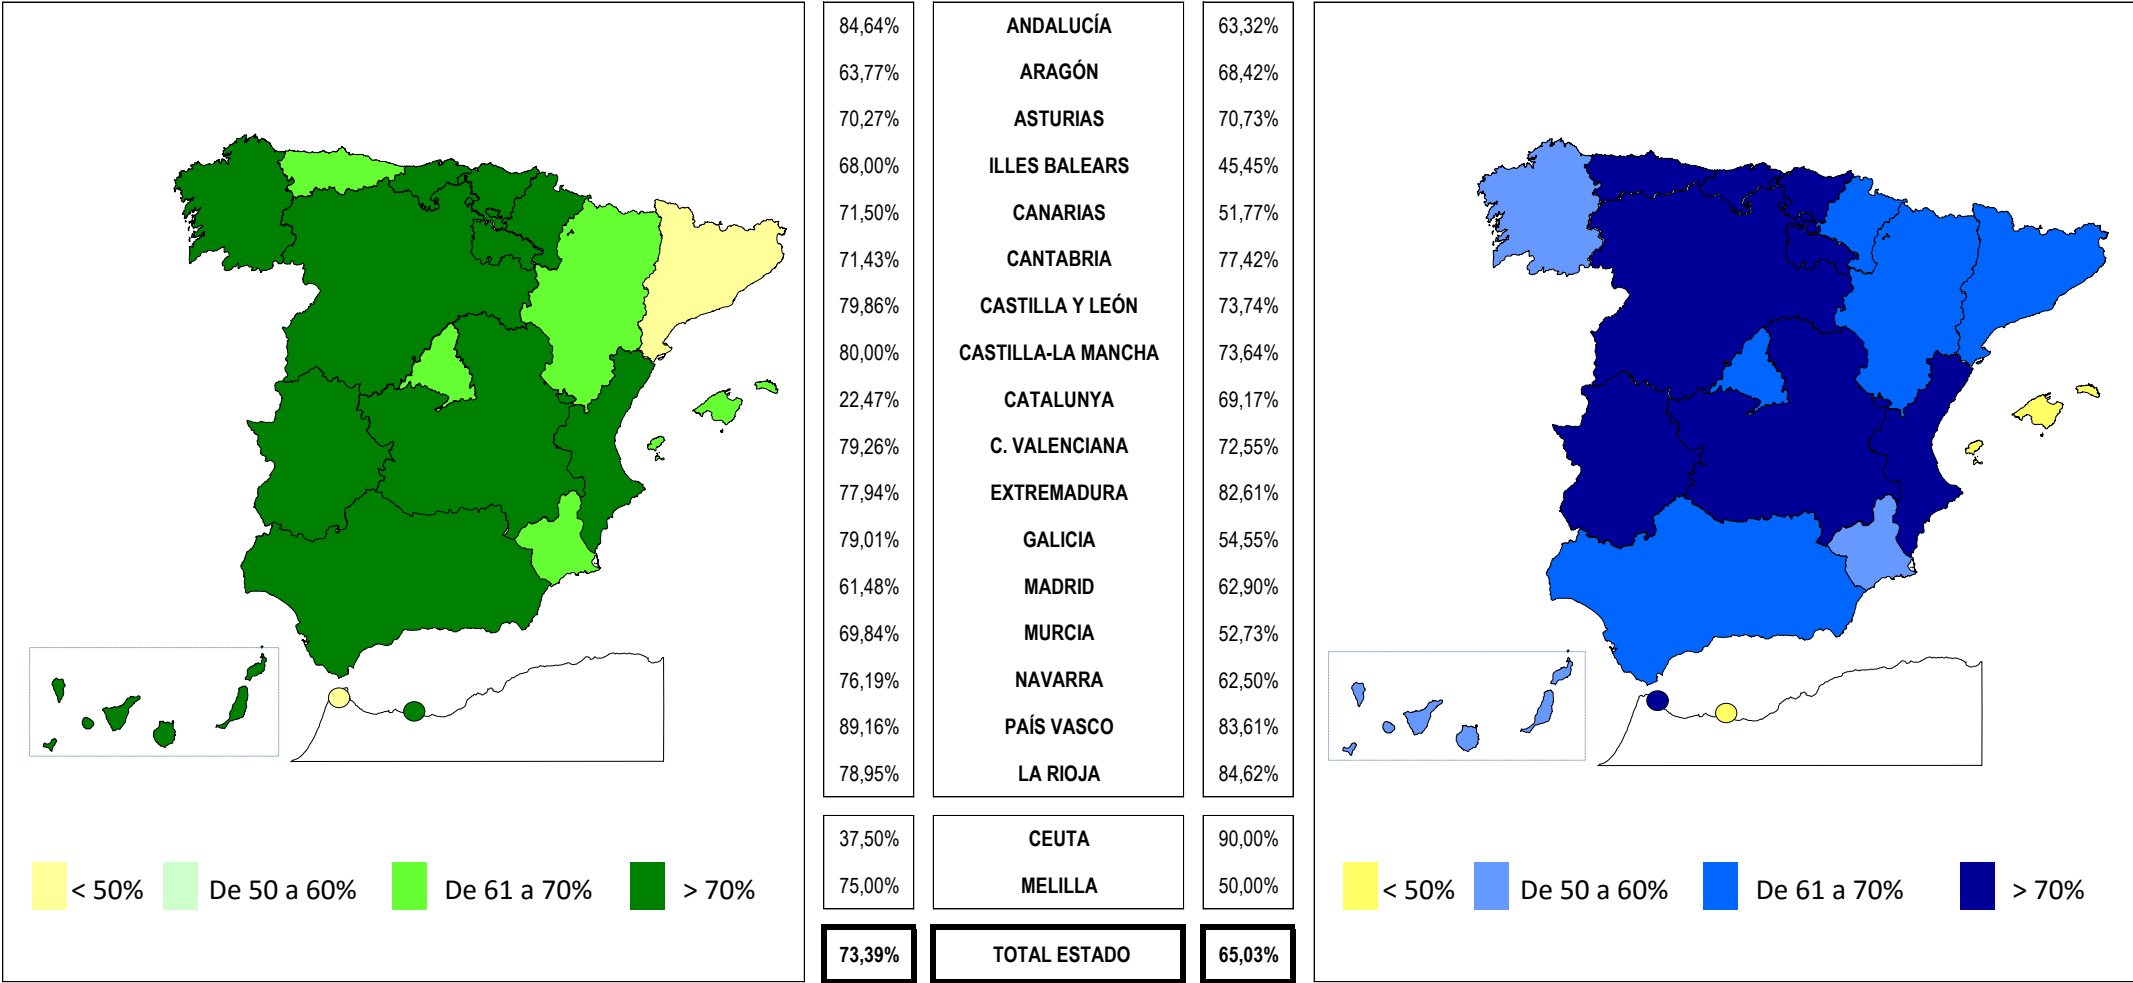 84,64% ANDALUCÍA 63,32%
63,77% ARAGÓN 68,42%
70,27% ASTURIAS 70,73%
68,00% ILLES BALEARS 45,45%
71,50% CANARIAS 51,77%
71,43% CANTABRIA 77,42%
79,86% CASTILLA Y LEÓN 73,74%
80,00% CASTILLA-LA MANCHA 73,64%
22,47% CATALUNYA 69,17%
79,26% C. VALENCIANA 72,55%
77,94% EXTREMADURA 82,61%
79,01% GALICIA 54,55%
61,48% MADRID 62,90%
69,84% MURCIA 52,73%
76,19% NAVARRA 62,50%
89,16% PAÍS VASCO 83,61%
78,95% LA RIOJA 84,62%
37,50% CEUTA 90,00%
75,00% MELILLA 50,00%
73,39% TOTAL ESTADO 65,03%
< 50% De 50 a 60% De 61 a 70% > 70%
< 50% De 50 a 60% De 61 a 70% > 70%